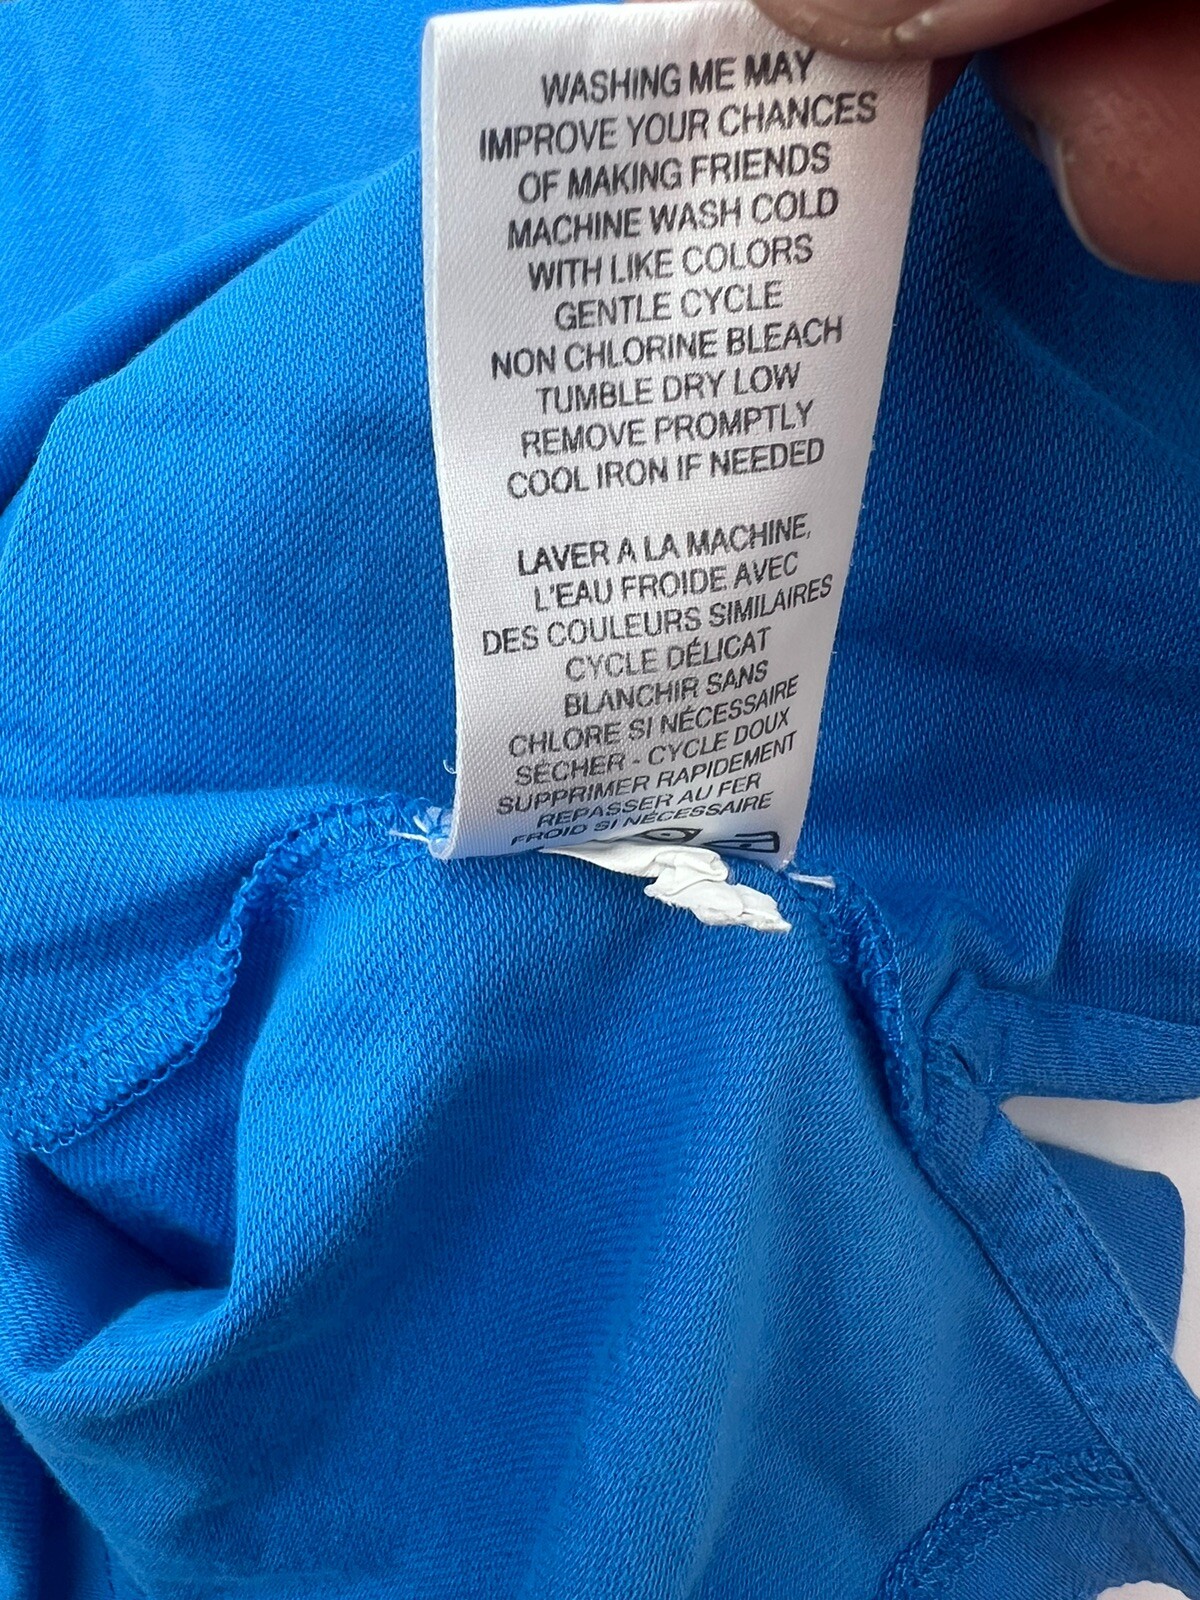 WASHING ME MAY
IMPROVE YOUR CHANCES
OF MAKING FRIENDS
MACHINE WASH COLD
WITH LIKE COLORS
GENTLE CYCLE
NON CHLORINE BLEACH
TUMBLE DRY LOW
REMOVE PROMPTLY
COOL IRON IF NEEDED
LAVER A LA MACHINE,
L'EAU FROIDE AVEC
DES COULEURS SIMILAIRES
CYCLE DÉLICAT
BLANCHIR SANS
CHLORE SI NÉCESSAIRE
SÉCHER - CYCLE DOUX
SUPPRIMER RAPIDEMENT
REPASSER AU FER
FROID SI NÉCESSAIRE